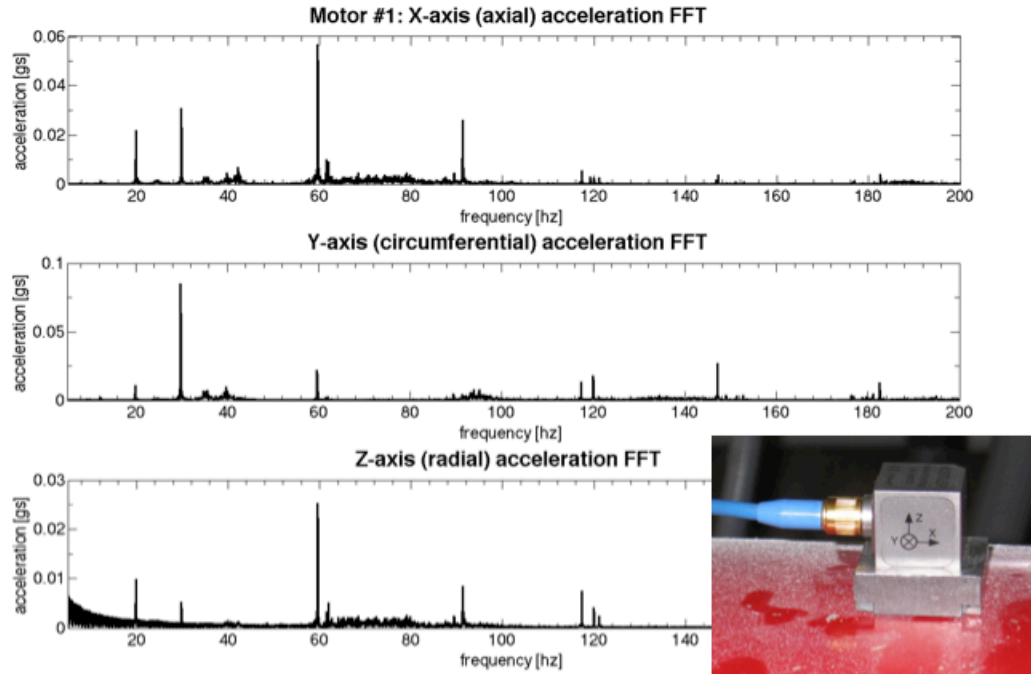 Motor #1: X-axis (axial) acceleration FFT
0.06
0.04
0.02
0
acceleration [gs]
20 40 60 80 100 120 140 160 180 200
frequency [hz]
Y-axis (circumferential) acceleration FFT
0.1
0.05
0
acceleration [gs]
20 40 60 80 100 120 140 160 180 200
frequency [hz]
Z-axis (radial) acceleration FFT
0.03
0.02
0.01
0
acceleration [gs]
20 40 60 80 100 120 140
frequency [hz]
Z
Y X